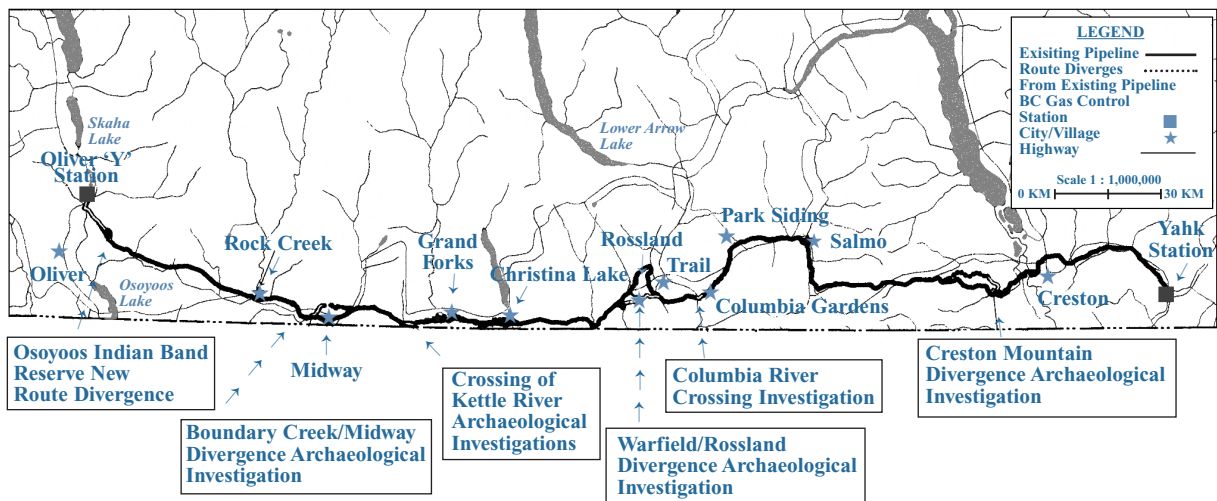 LEGEND
Exisiting Pipeline
Route Diverges
From Existing Pipeline
BC Gas Control
Station
City/Village
Highway
Scale 1 : 1,000,000
0 KM 30 KM
Skaha
Lake
Oliver ‘Y’
Station
Oliver
Osoyoos
Lake
Rock Creek
Midway
Grand
Forks
Christina Lake
Lower Arrow
Lake
Rossland
Trail
Park Siding
Salmo
Columbia Gardens
Creston
Yahk
Station
Osoyoos Indian Band
Reserve New
Route Divergence
Boundary Creek/Midway
Divergence Archaeological
Investigation
Crossing of
Kettle River
Archaeological
Investigations
Warfield/Rossland
Divergence Archaeological
Investigation
Columbia River
Crossing Investigation
Creston Mountain
Divergence Archaeological
Investigation